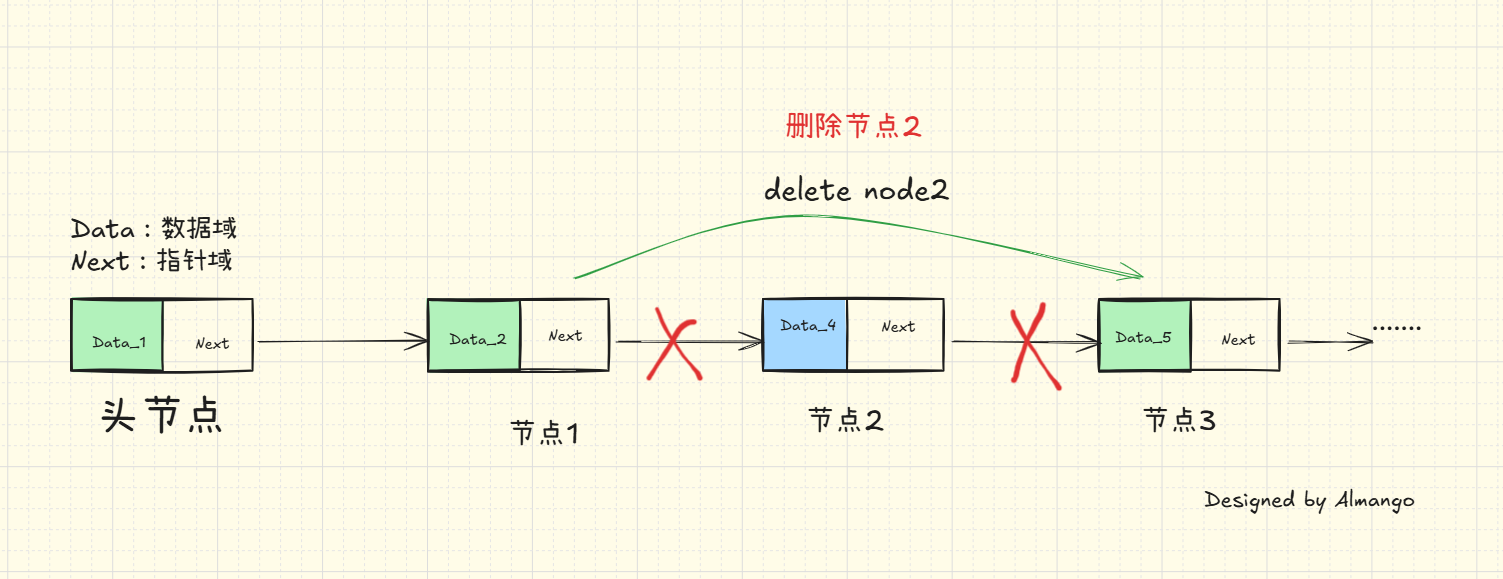 删除节点2
delete node2
Data：数据域
Next：指针域
Data_1 Next
Data_2 Next
Data_4 Next
Data_5 Next
.......
头节点
节点1
节点2
节点3
Designed by Almango